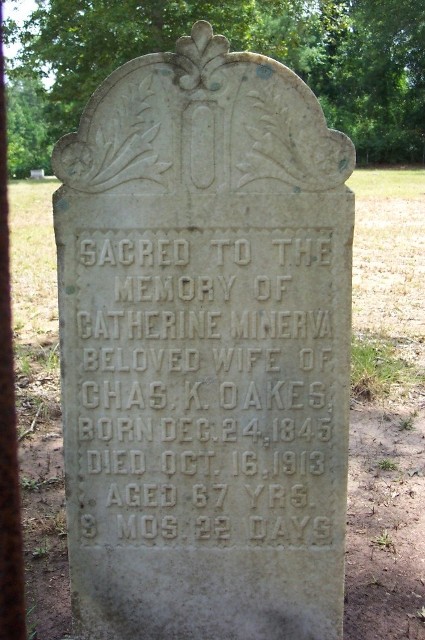 SACRED TO THE
MEMORY OF
CATHERINE MINERVA
BELOVED WIFE OF
CHAS. K. OAKES.
BORN DEC. 24, 1845
DIED OCT. 16, 1913
AGED 67 YRS.
9 MOS. 22 DAYS